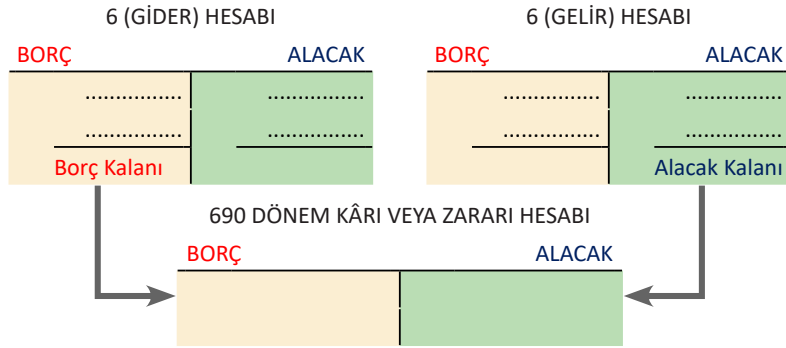 6 (GİDER) HESABI
BORÇ ALACAK
................ ................
................ ................
Borç Kalanı
6 (GELİR) HESABI
BORÇ ALACAK
................ ................
................ ................
Alacak Kalanı
690 DÖNEM KÂRI VEYA ZARARI HESABI
BORÇ ALACAK